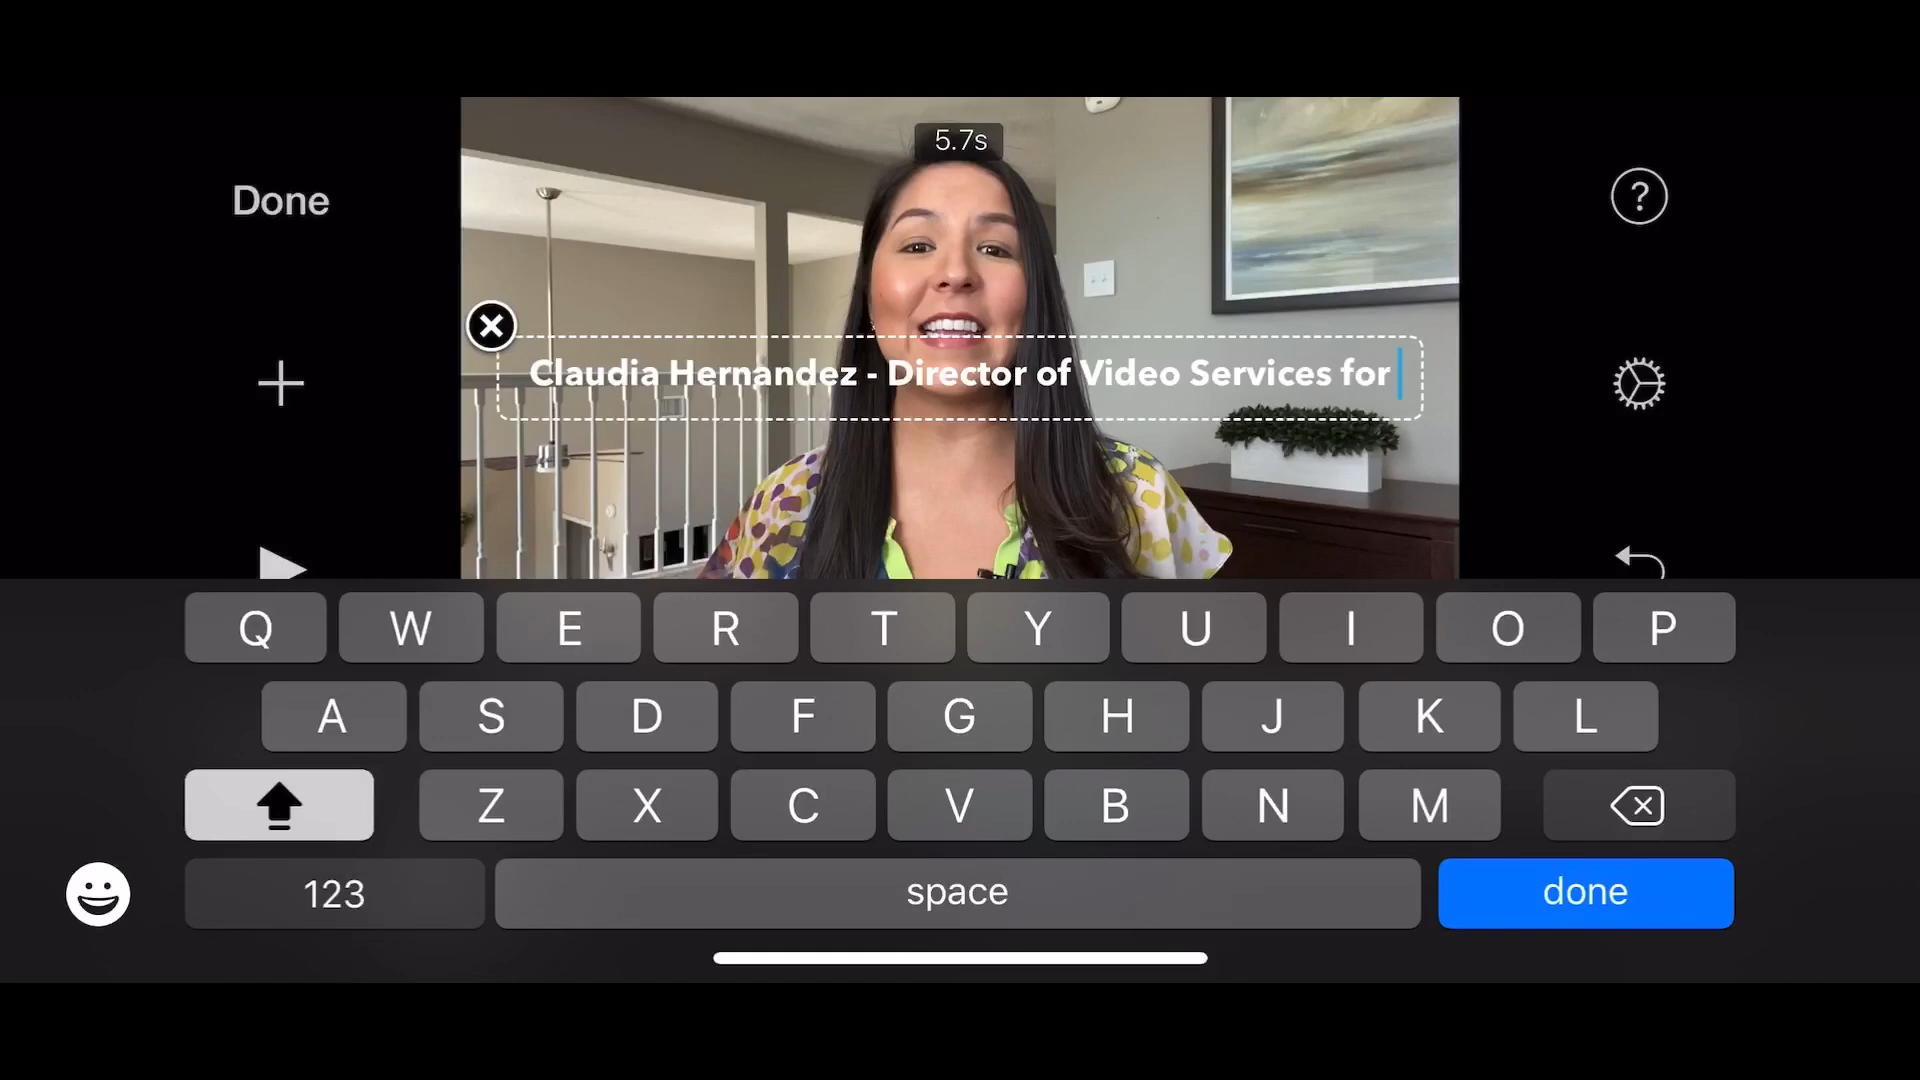 5.7s
Done
?
Claudia Hernandez - Director of Video Services for
Q W E R T Y U I O P
A S D F G H J K L
Z X C V B N M
123 space done